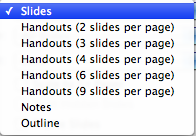 ✓ Slides
Handouts (2 slides per page)
Handouts (3 slides per page)
Handouts (4 slides per page)
Handouts (6 slides per page)
Handouts (9 slides per page)
Notes
Outline